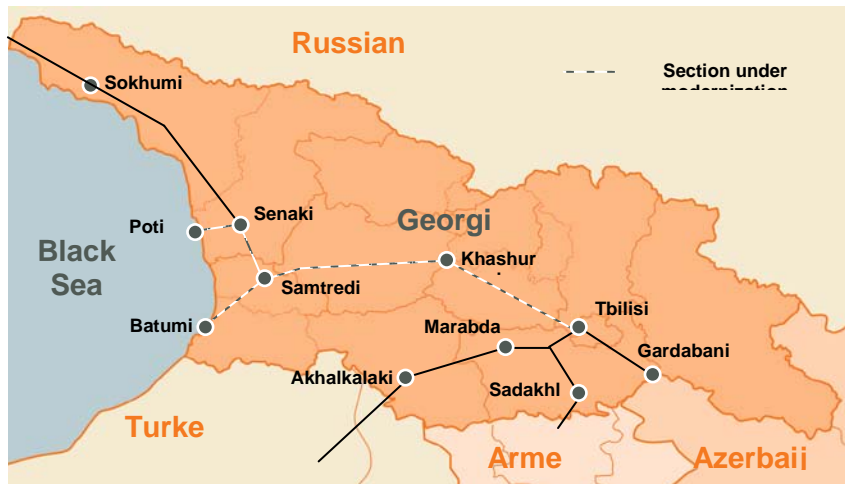 Russian
Section under
modernization
Sokhumi
Poti
Senaki
Georgi
Black
Sea
Khashur
Samtredi
Tbilisi
Batumi
Marabda
Gardabani
Akhalkalaki
Sadakhl
Turke
Arme
Azerbaij